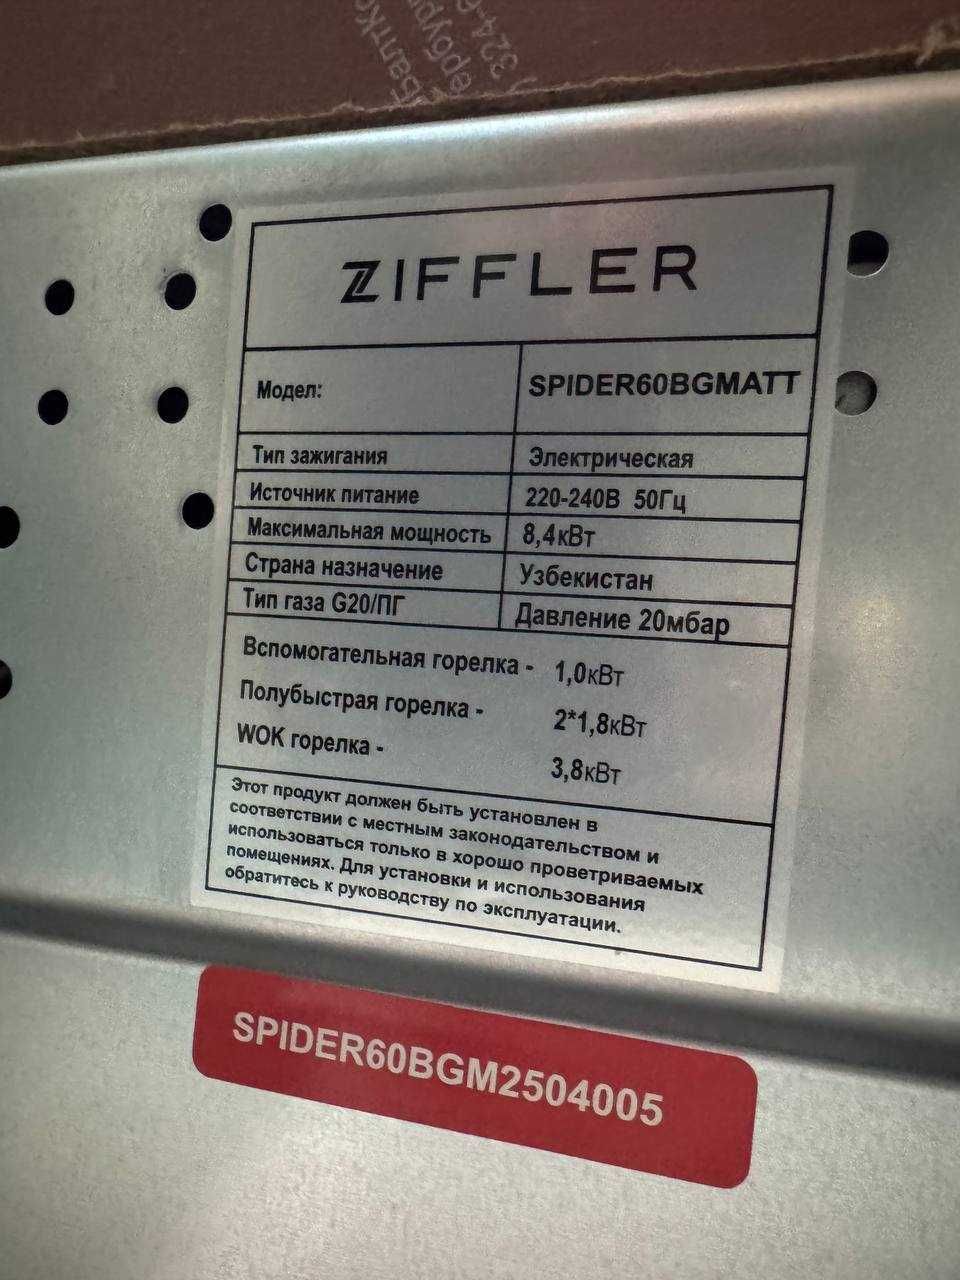 324-6
ZIFFLER
Модел: SPIDER60BGMATT
Тип зажигания Электрическая
Источник питание 220-240В 50Гц
Максимальная мощность 8,4кВт
Страна назначение Узбекистан
Тип газа G20/ПГ Давление 20мбар
Вспомогательная горелка - 1,0кВт
Полубыстрая горелка - 2*1,8кВт
WOK горелка - 3,8кВт
Этот продукт должен быть установлен в
соответствии с местным законодательством и
использоваться только в хорошо проветриваемых
помещениях. Для установки и использования
обратитесь к руководству по эксплуатации.
SPIDER60BGM2504005